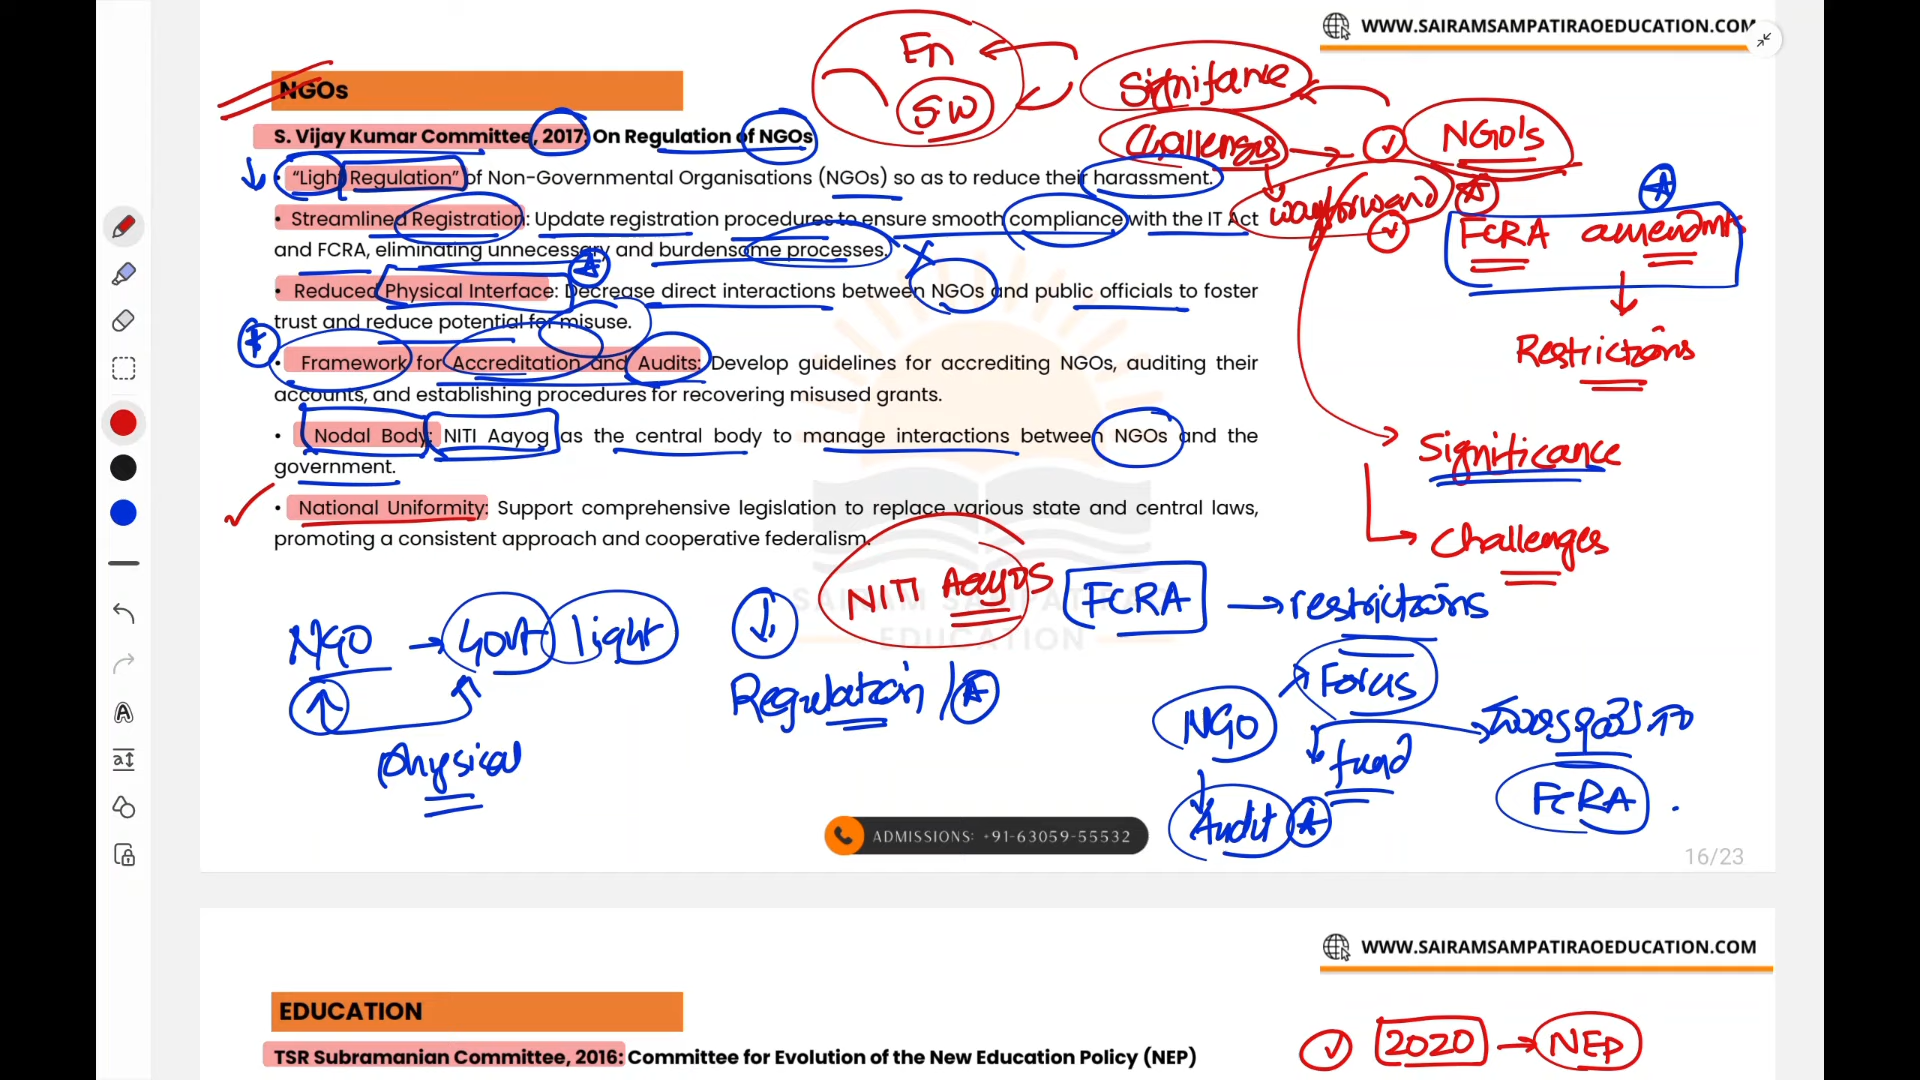 WWW.SAIRAMSAMPATIRAOEDUCATION.COM
NGOs
En
SW
Signifance
Challenges
NGO's
wayforward
S. Vijay Kumar Committee, 2017: On Regulation of NGOs
• "Light Regulation" of Non-Governmental Organisations (NGOs) so as to reduce their harassment.
• Streamlined Registration: Update registration procedures to ensure smooth compliance with the IT Act
and FCRA, eliminating unnecessary and burdensome processes.
• Reduced Physical Interface: Decrease direct interactions between NGOs and public officials to foster
trust and reduce potential for misuse.
• Framework for Accreditation and Audits: Develop guidelines for accrediting NGOs, auditing their
accounts, and establishing procedures for recovering misused grants.
• Nodal Body: NITI Aayog as the central body to manage interactions between NGOs and the
government.
• National Uniformity: Support comprehensive legislation to replace various state and central laws,
promoting a consistent approach and cooperative federalism.
FCRA amendmts
Restrictions
Significance
Challenges
NITI Aayog
SAIRAM SAMPATI
EDUCATION
FCRA → restrictions
NGO → Govt light
Physical
Regulation /
NGO
Focus
fund
Audit
FCRA
ADMISSIONS: +91-63059-55532
16/23
WWW.SAIRAMSAMPATIRAOEDUCATION.COM
EDUCATION
2020 → NEP
TSR Subramanian Committee, 2016: Committee for Evolution of the New Education Policy (NEP)